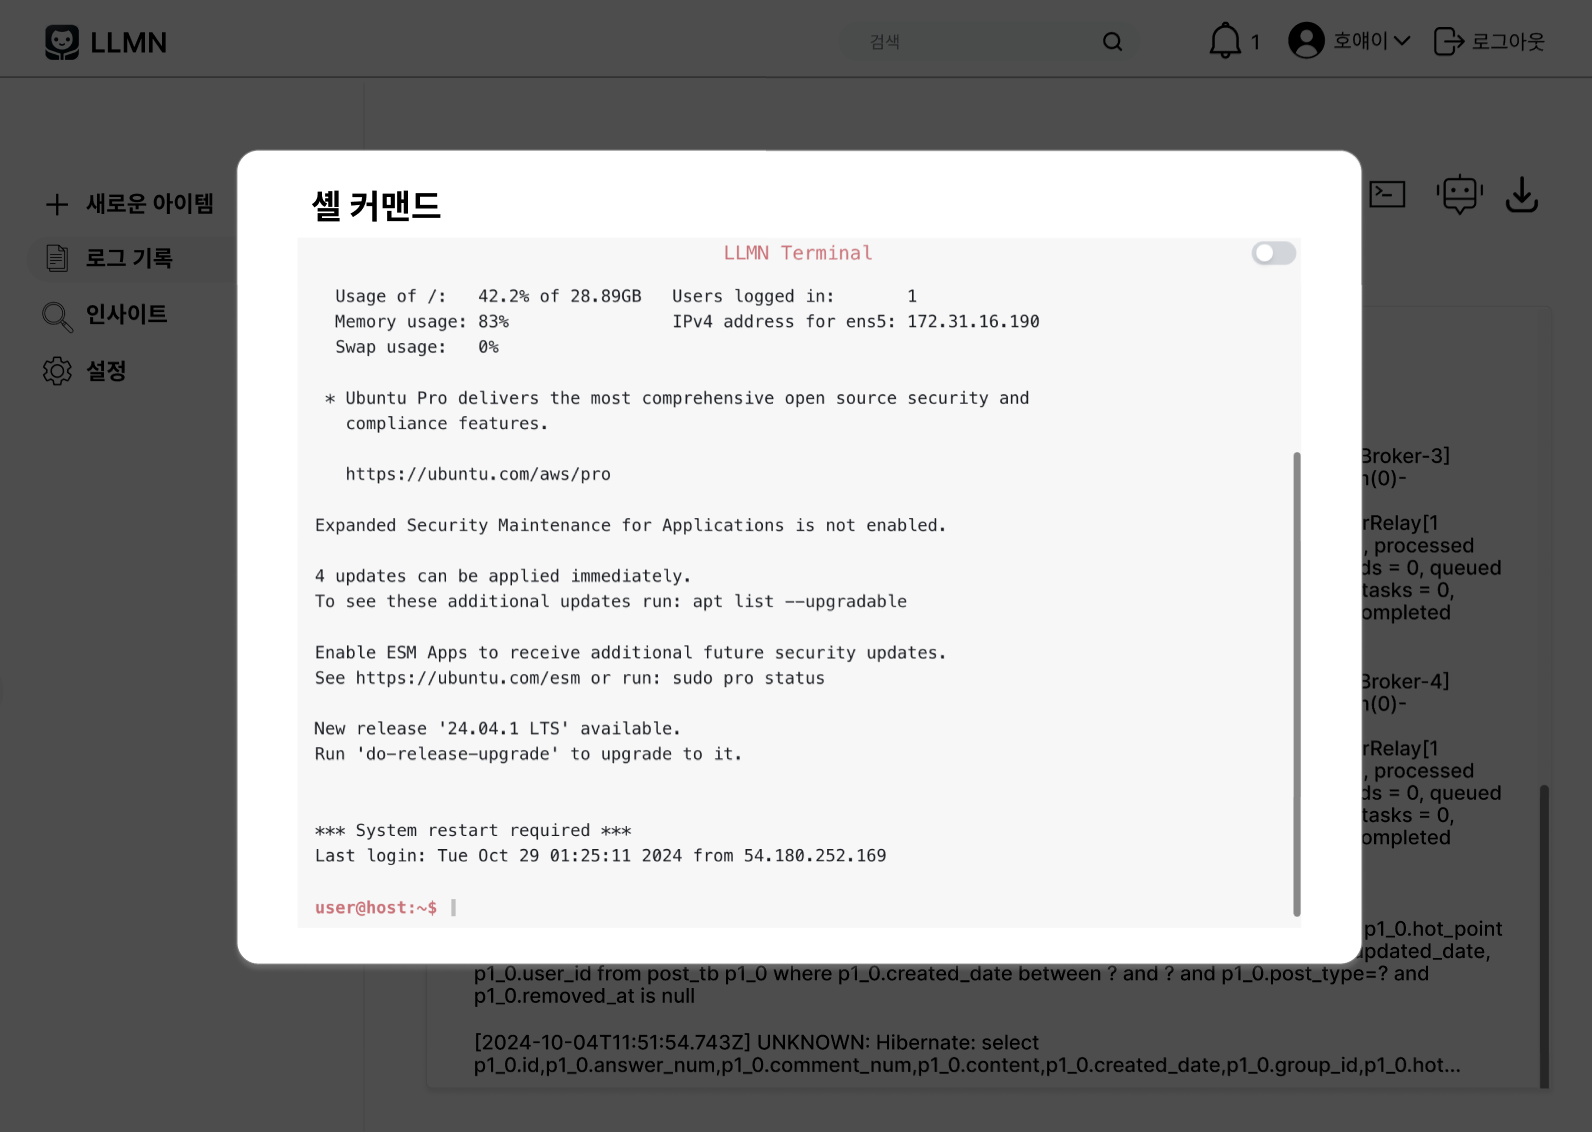 LLMN
검색
1
호얘이
로그아웃
새로운 아이템
로그 기록
인사이트
설정
셸 커맨드
LLMN Terminal
Usage of /: 42.2% of 28.89GB Users logged in: 1
Memory usage: 83% IPv4 address for ens5: 172.31.16.190
Swap usage: 0%
* Ubuntu Pro delivers the most comprehensive open source security and
compliance features.
https://ubuntu.com/aws/pro
Expanded Security Maintenance for Applications is not enabled.
4 updates can be applied immediately.
To see these additional updates run: apt list --upgradable
Enable ESM Apps to receive additional future security updates.
See https://ubuntu.com/esm or run: sudo pro status
New release '24.04.1 LTS' available.
Run 'do-release-upgrade' to upgrade to it.
*** System restart required ***
Last login: Tue Oct 29 01:25:11 2024 from 54.180.252.169
user@host:~$
Broker-3]
n(0)-
rRelay[1
, processed
ds = 0, queued
tasks = 0,
ompleted
Broker-4]
n(0)-
rRelay[1
, processed
ds = 0, queued
tasks = 0,
ompleted
p1_0.hot_point
updated_date,
p1_0.user_id from post_tb p1_0 where p1_0.created_date between ? and ? and p1_0.post_type=? and
p1_0.removed_at is null
[2024-10-04T11:51:54.743Z] UNKNOWN: Hibernate: select
p1_0.id,p1_0.answer_num,p1_0.comment_num,p1_0.content,p1_0.created_date,p1_0.group_id,p1_0.hot...